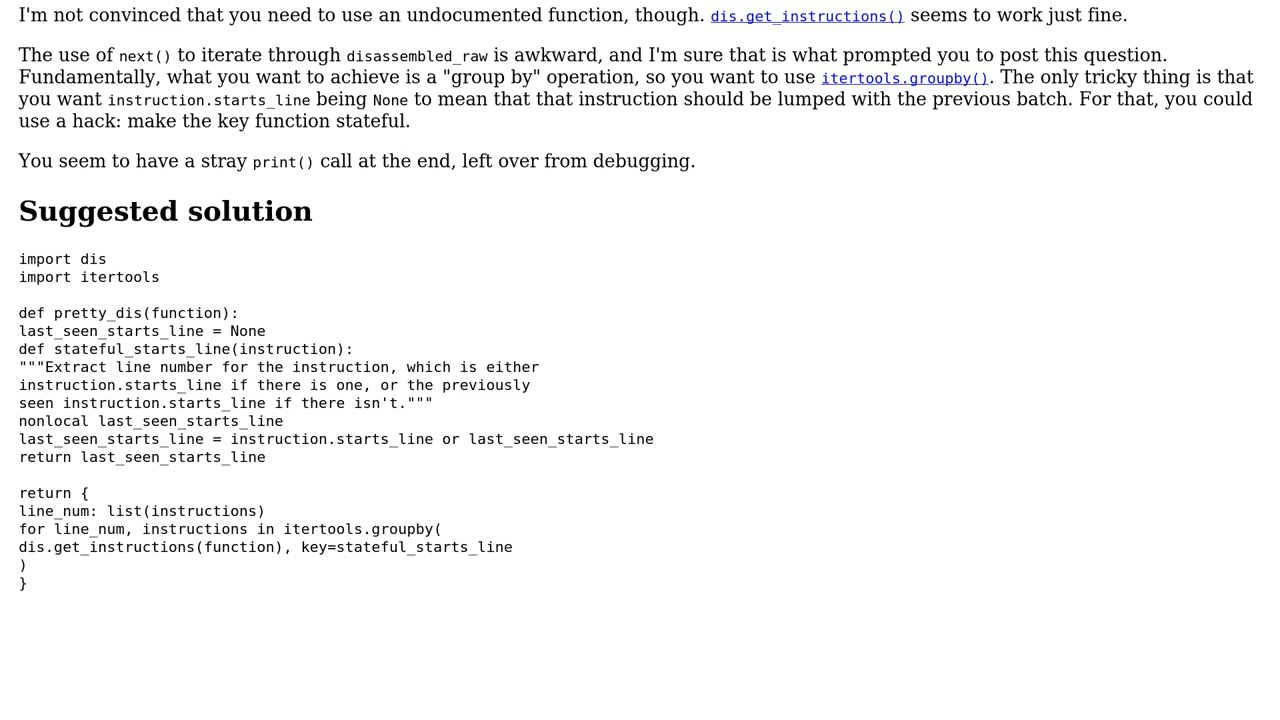 I'm not convinced that you need to use an undocumented function, though. dis.get_instructions() seems to work just fine.
The use of next() to iterate through disassembled_raw is awkward, and I'm sure that is what prompted you to post this question.
Fundamentally, what you want to achieve is a "group by" operation, so you want to use itertools.groupby(). The only tricky thing is that
you want instruction.starts_line being None to mean that that instruction should be lumped with the previous batch. For that, you could
use a hack: make the key function stateful.
You seem to have a stray print() call at the end, left over from debugging.
Suggested solution
import dis
import itertools
def pretty_dis(function):
last_seen_starts_line = None
def stateful_starts_line(instruction):
"""Extract line number for the instruction, which is either
instruction.starts_line if there is one, or the previously
seen instruction.starts_line if there isn't."""
nonlocal last_seen_starts_line
last_seen_starts_line = instruction.starts_line or last_seen_starts_line
return last_seen_starts_line
return {
line_num: list(instructions)
for line_num, instructions in itertools.groupby(
dis.get_instructions(function), key=stateful_starts_line
)
}